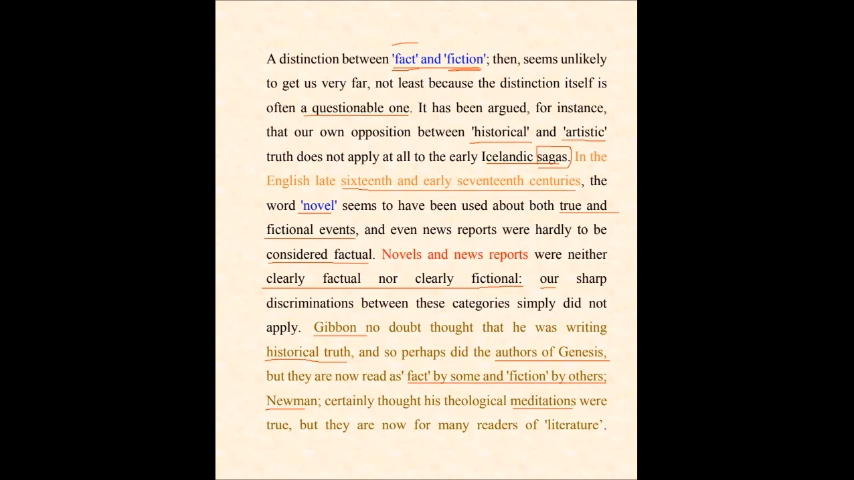 A distinction between 'fact' and 'fiction'; then, seems unlikely
to get us very far, not least because the distinction itself is
often a questionable one. It has been argued, for instance,
that our own opposition between 'historical' and 'artistic'
truth does not apply at all to the early Icelandic sagas. In the
English late sixteenth and early seventeenth centuries, the
word 'novel' seems to have been used about both true and
fictional events, and even news reports were hardly to be
considered factual. Novels and news reports were neither
clearly factual nor clearly fictional: our sharp
discriminations between these categories simply did not
apply. Gibbon no doubt thought that he was writing
historical truth, and so perhaps did the authors of Genesis,
but they are now read as' fact' by some and 'fiction' by others;
Newman; certainly thought his theological meditations were
true, but they are now for many readers of 'literature'.